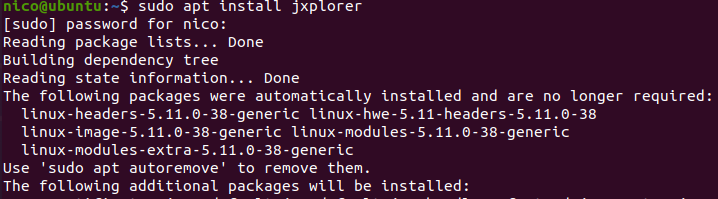 nico@ubuntu:~$ sudo apt install jxplorer
[sudo] password for nico:
Reading package lists... Done
Building dependency tree
Reading state information... Done
The following packages were automatically installed and are no longer required:
linux-headers-5.11.0-38-generic linux-hwe-5.11-headers-5.11.0-38
linux-image-5.11.0-38-generic linux-modules-5.11.0-38-generic
linux-modules-extra-5.11.0-38-generic
Use 'sudo apt autoremove' to remove them.
The following additional packages will be installed: